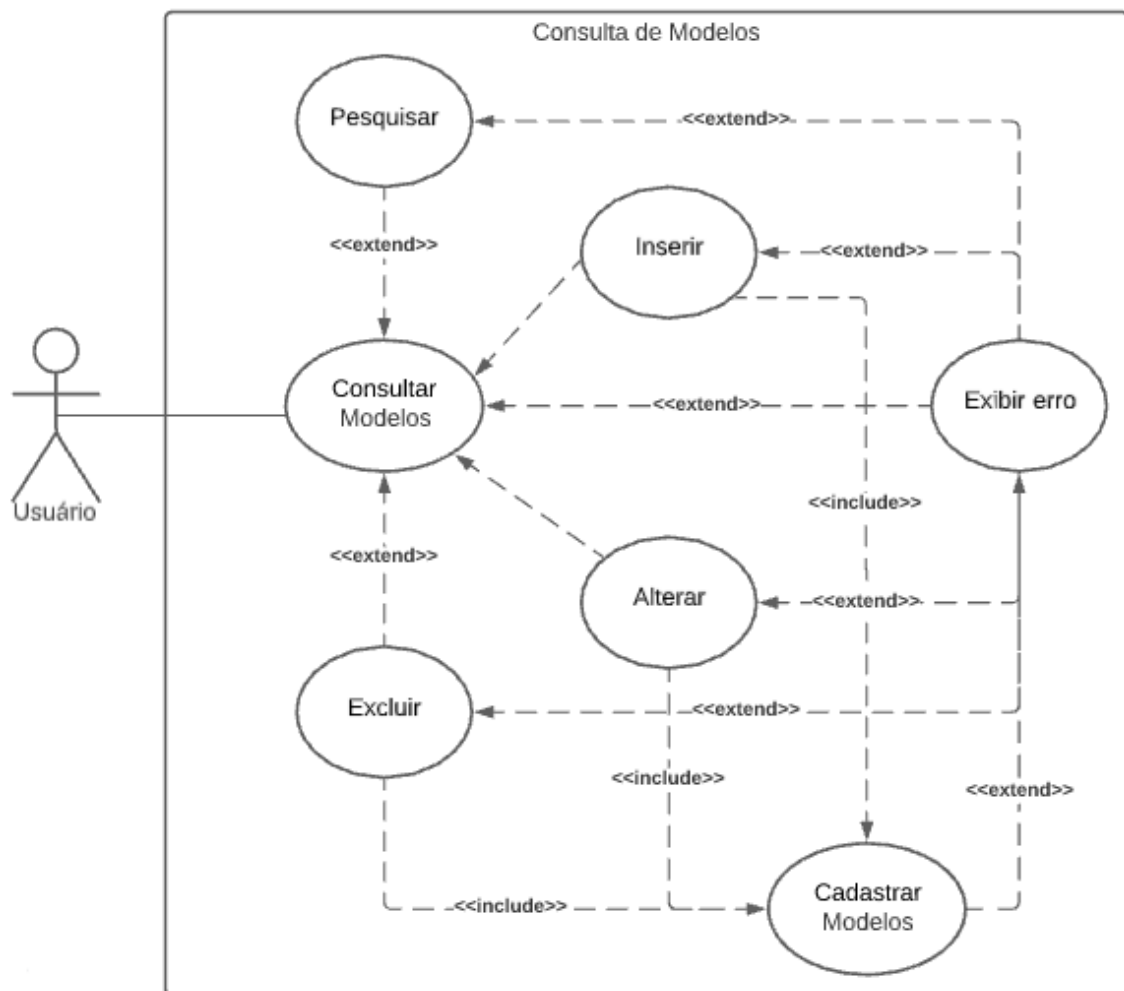 Consulta de Modelos
Pesquisar
<<extend>>
<<extend>>
Inserir
<<extend>>
Consultar
Modelos
<<extend>>
Exibir erro
Usuário
<<include>>
<<extend>>
Alterar
<<extend>>
Excluir
<<extend>>
<<include>>
<<extend>>
Cadastrar
Modelos
<<include>>